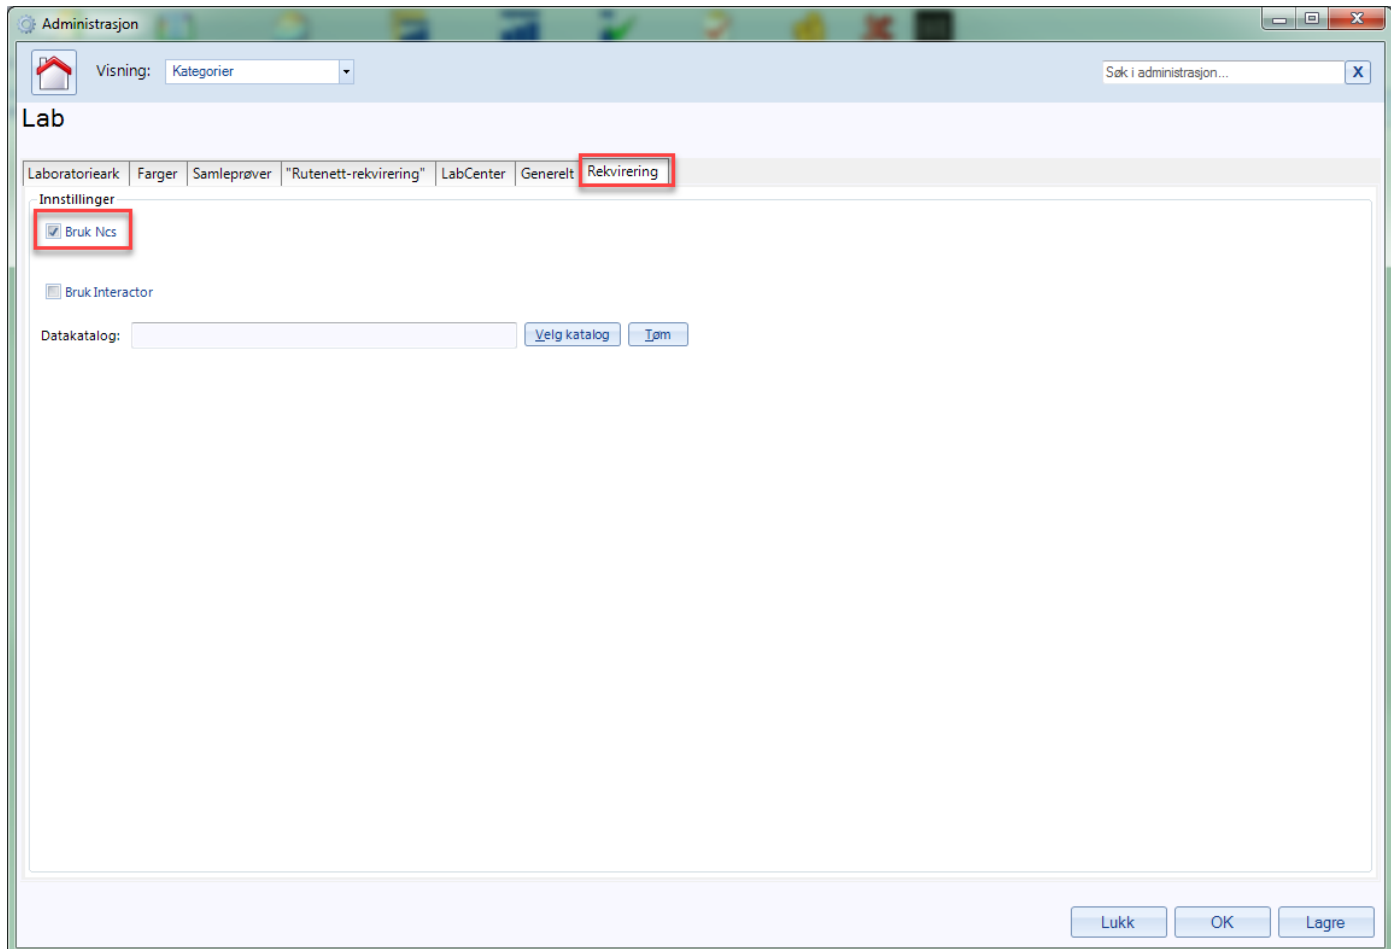 Administrasjon
Visning: Kategorier Søk i administrasjon... X
Lab
Laboratorieark Farger Samleprøver "Rutenett-rekvirering" LabCenter Generelt Rekvirering
Innstillinger
Bruk Ncs
Bruk Interactor
Datakatalog: Velg katalog Tøm
Lukk OK Lagre